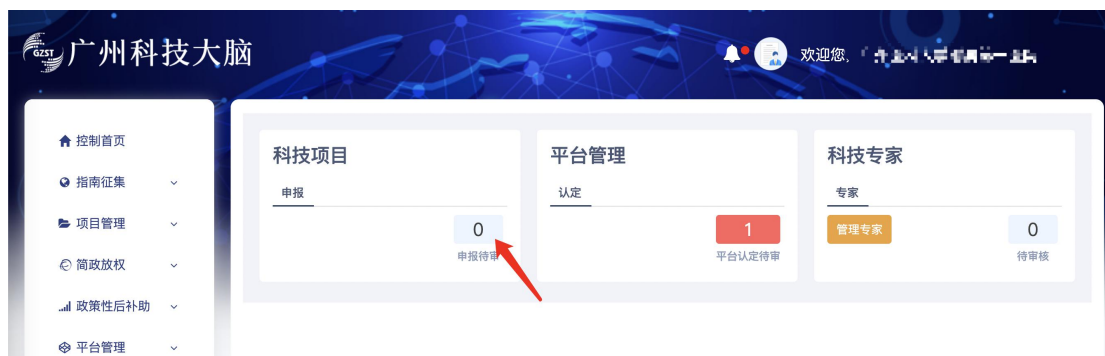 GZST
广州科技大脑
欢迎您,
控制首页
指南征集
项目管理
简政放权
政策性后补助
平台管理
科技项目
申报
0
申报待审
平台管理
认定
1
平台认定待审
科技专家
专家
管理专家
0
待审核